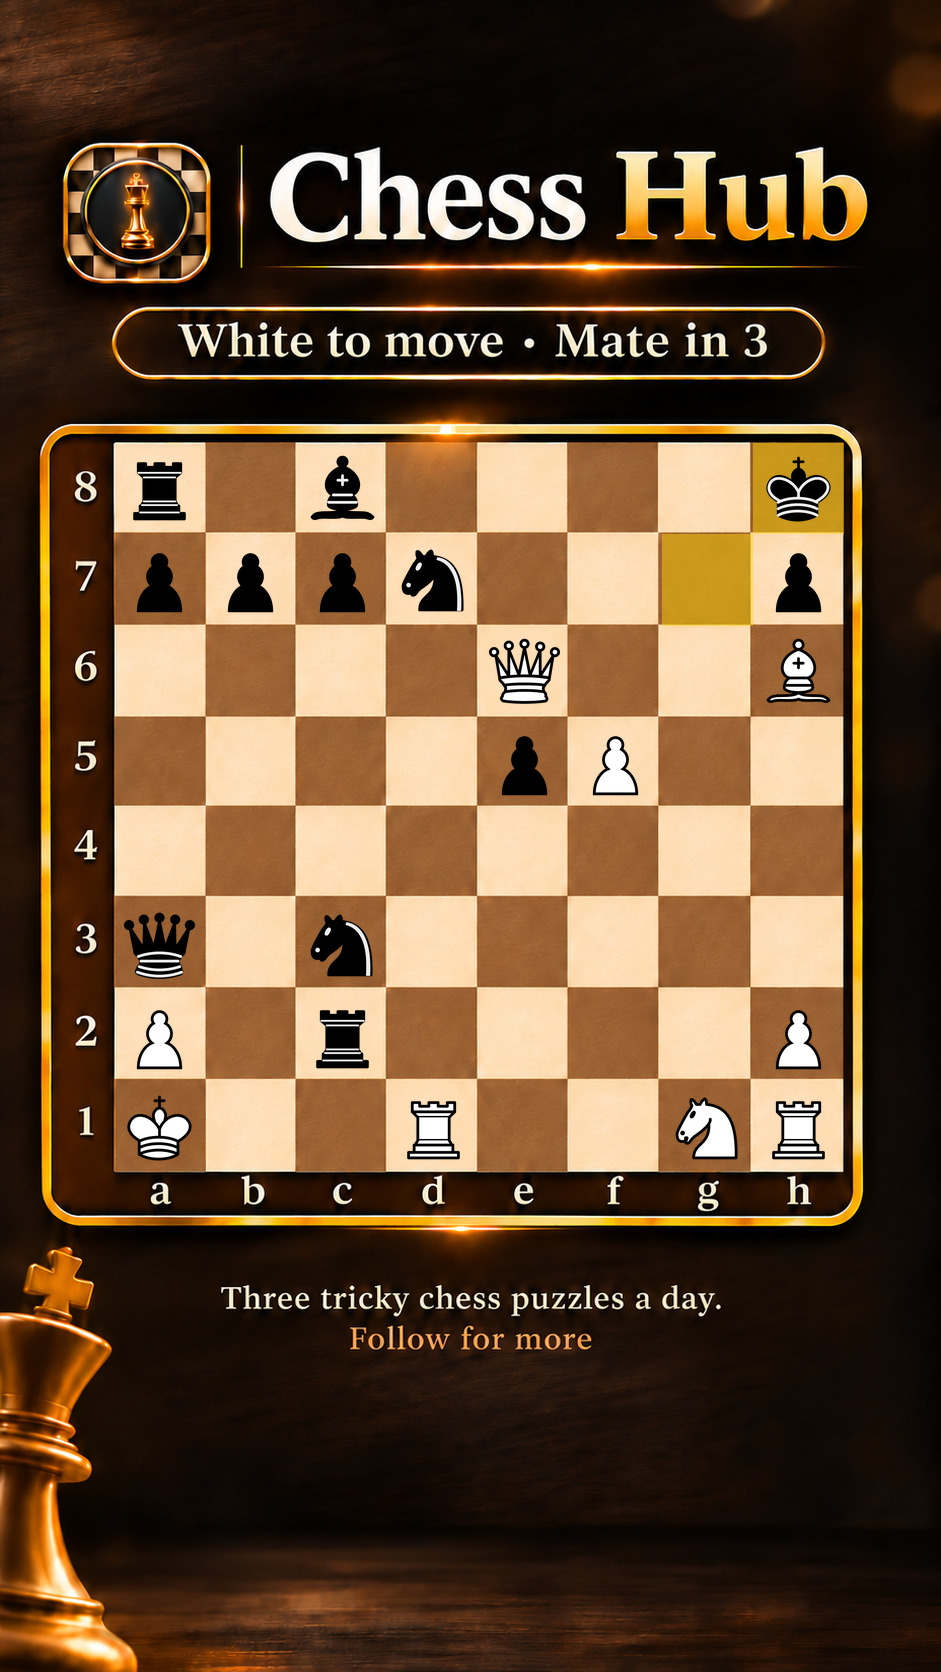 Chess Hub
White to move • Mate in 3
8
7
6
5
4
3
2
1
a b c d e f g h
Three tricky chess puzzles a day.
Follow for more